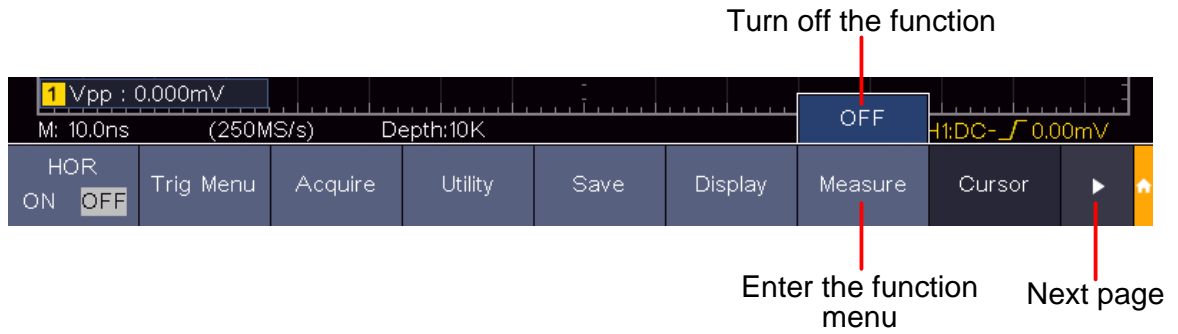 Turn off the function
1 Vpp : 0.000mV
M: 10.0ns (250MS/s) Depth:10K
OFF
H1:DC- 0.00mV
HOR
ON OFF
Trig Menu
Acquire
Utility
Save
Display
Measure
Cursor
Enter the function
menu
Next page